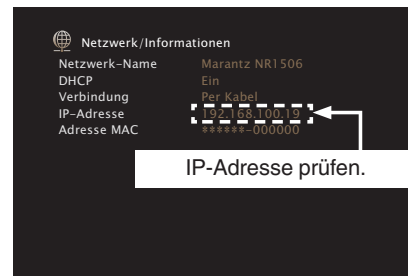 Netzwerk/Informationen
Netzwerk-Name Marantz NR1506
DHCP Ein
Verbindung Per Kabel
IP-Adresse 192.168.100.19
Adresse MAC ******-000000
IP-Adresse prüfen.